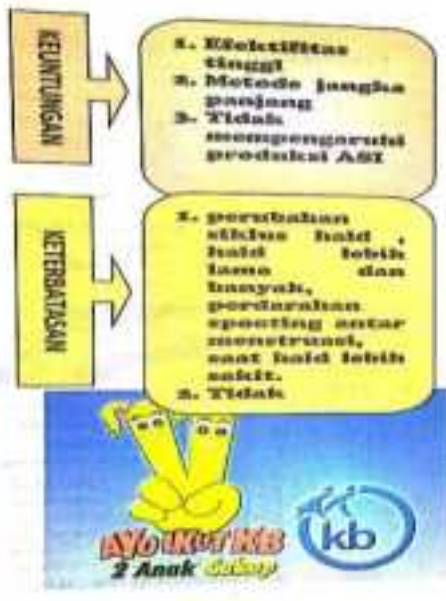 KEUNTUNGAN
1. Efektifitas
tinggi
2. Metode jangka
panjang
3. Tidak
mempengaruhi
produksi ASI
KETERBATASAN
1. perubahan
siklus haid ,
haid lebih
lama dan
banyak,
perdarahan
spooting antar
menstruasi,
saat haid lebih
sakit.
2. Tidak
AYO IKUT KB
2 Anak Cukup
kb